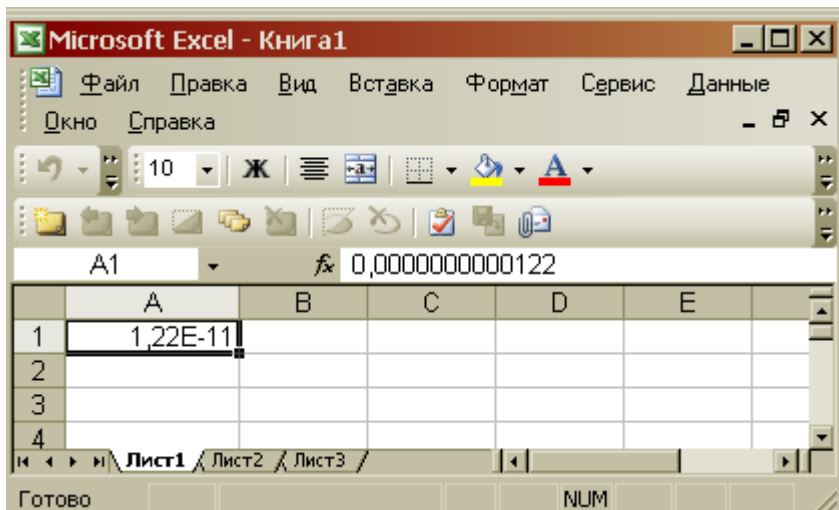 Microsoft Excel - Книга1
Файл Правка Вид Вставка Формат Сервис Данные
Окно Справка
10 Ж А
A1 fx 0,0000000000122
A B C D E
1 1,22E-11
2
3
4
Лист1 Лист2 Лист3
Готово NUM